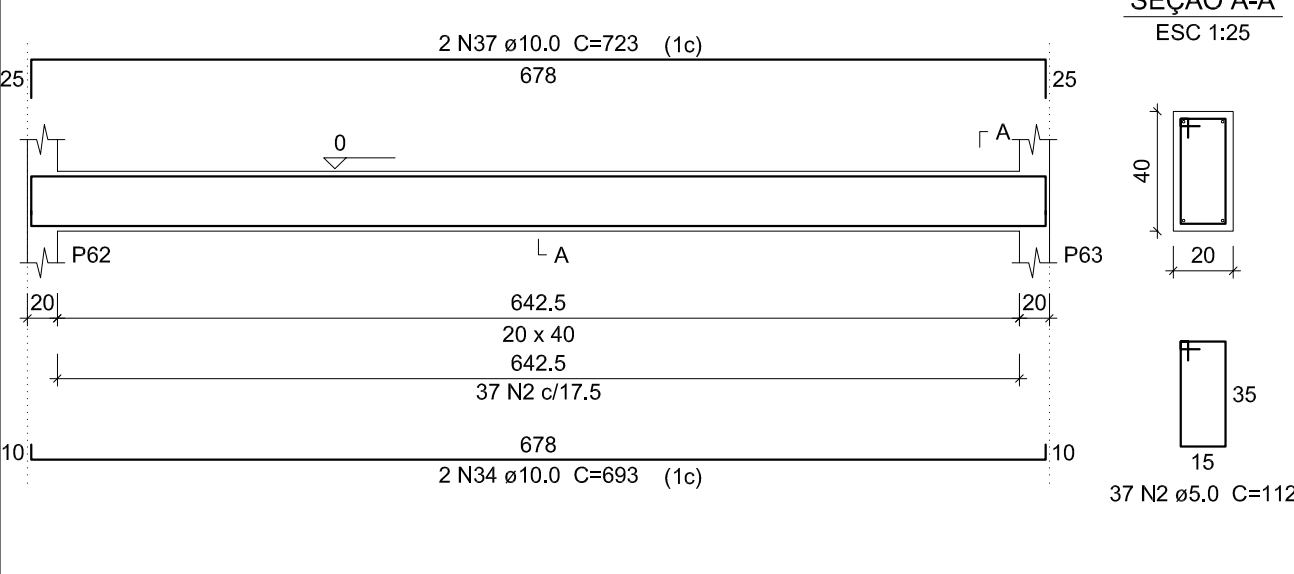 SEÇÃO A-A
ESC 1:25
2 N37 ø10.0 C=723 (1c)
25
678
25
A
0
40
P62
A
P63
20
20
642.5
20
20 x 40
642.5
37 N2 c/17.5
35
10
678
10
2 N34 ø10.0 C=693 (1c)
15
37 N2 ø5.0 C=112